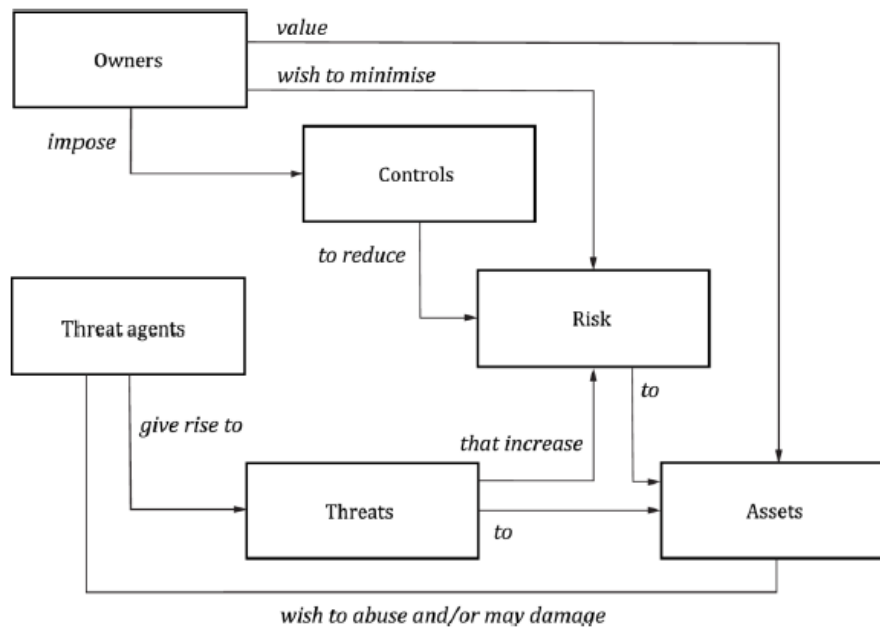 value
Owners
wish to minimise
impose
Controls
to reduce
Risk
Threat agents
to
give rise to
that increase
Threats
to
Assets
wish to abuse and/or may damage